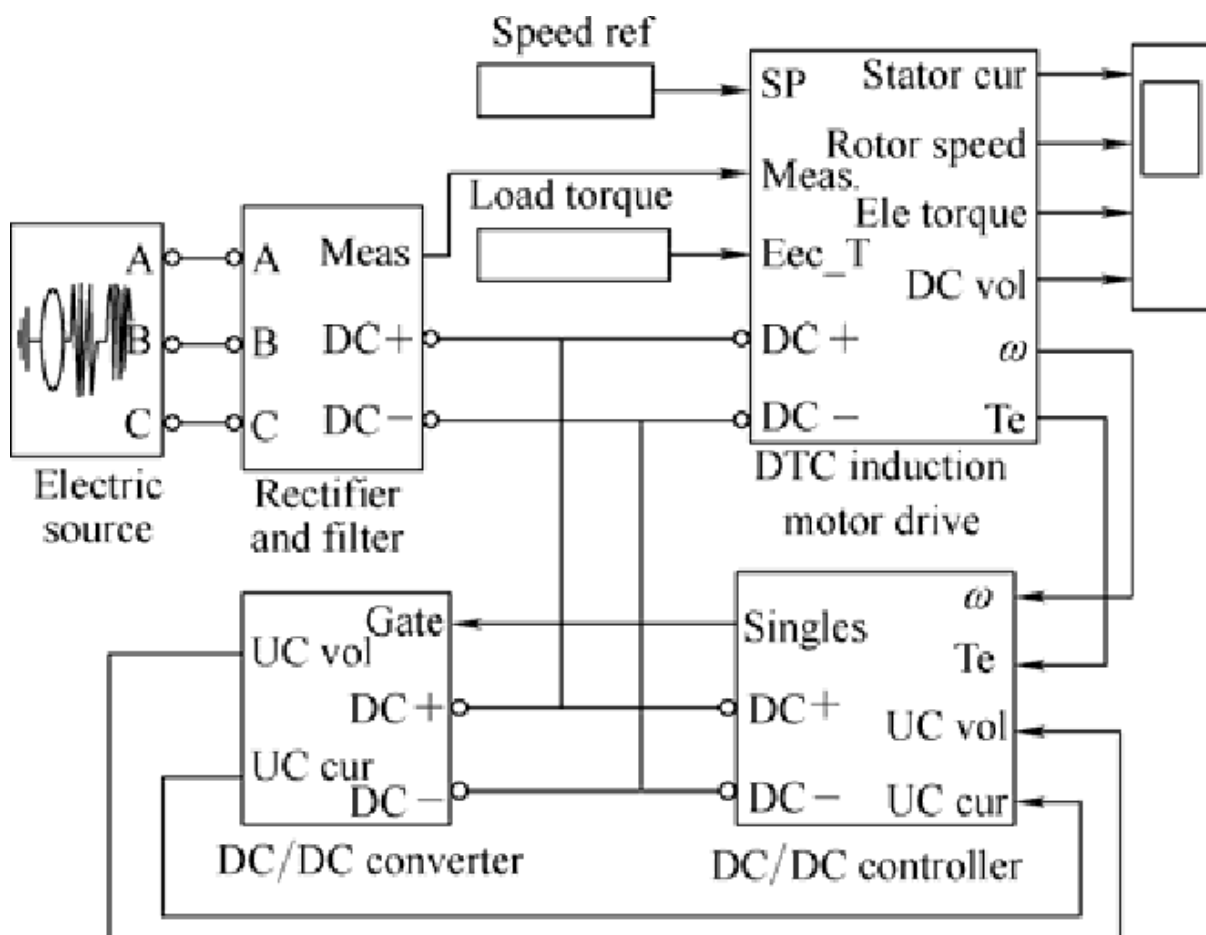 Speed ref
SP
Stator cur
Rotor speed
Meas.
Load torque
Ele torque
Eec_T
DC vol
DC+
ω
DC−
Te
DTC induction
motor drive
A
B
C
Electric
source
A
Meas
B
DC+
C
DC−
Rectifier
and filter
Gate
UC vol
DC+
UC cur
DC−
DC/DC converter
ω
Singles
Te
DC+
UC vol
DC−
UC cur
DC/DC controller